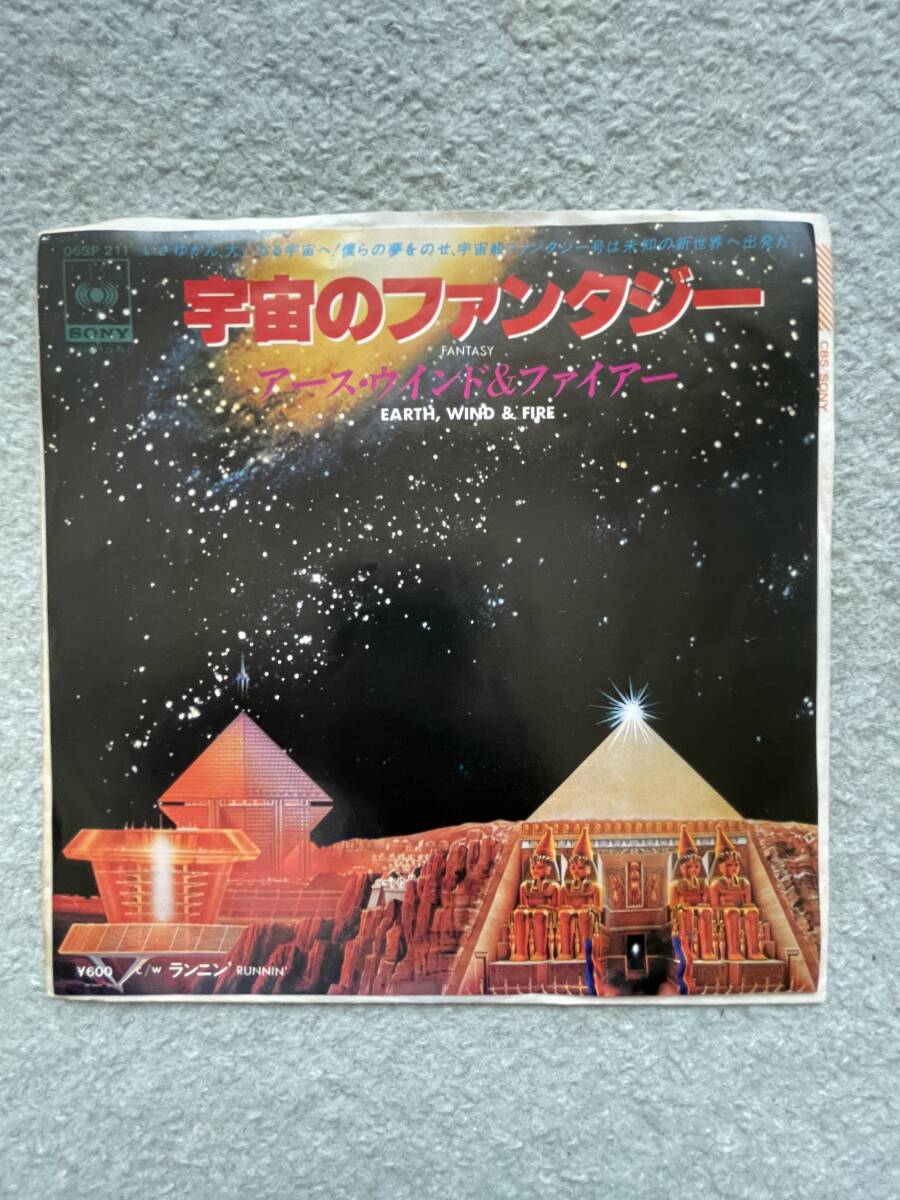 06SP 211
いざゆかん、大いなる宇宙へ!僕らの夢をのせ、宇宙船ファンタジー号は未知の新世界へ出発だ
SONY
宇宙のファンタジー
FANTASY
アース・ウインド&ファイアー
EARTH, WIND & FIRE
CBS SONY
¥600 c/w ランニン' RUNNIN'